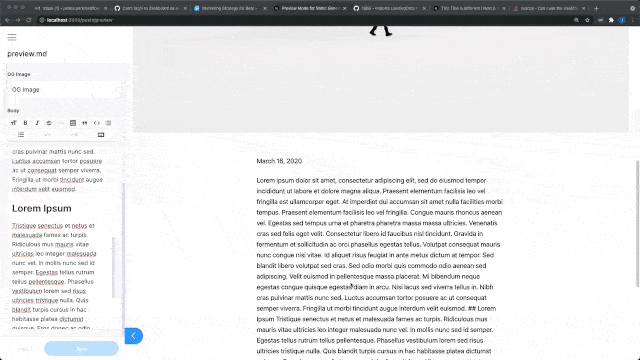 localhost:3000/posts/preview
preview.md
OG Image
OG Image
Body
cras pulvinar mattis nunc sed.
Luctus accumsan tortor posuere
ac ut consequat semper viverra.
Fringilla ut morbi tincidunt augue
interdum velit euismod.
Lorem Ipsum
Tristique senectus et netus et
malesuada fames ac turpis.
Ridiculous mus mauris vitae
ultricies leo integer malesuada
nunc vel. In mollis nunc sed id
semper. Egestas tellus rutrum
tellus pellentesque. Phasellus
vestibulum lorem sed risus
ultricies tristique nulla. Quis
blandit turpis cursus in hac
habitasse platea dictumst
quisque. Eros donec ac odio
March 16, 2020
Lorem ipsum dolor sit amet, consectetur adipiscing elit, sed do eiusmod tempor
incididunt ut labore et dolore magna aliqua. Praesent elementum facilisis leo vel
fringilla est ullamcorper eget. At imperdiet dui accumsan sit amet nulla facilities morbi
tempus. Praesent elementum facilisis leo vel. Congue mauris rhoncus aenean
vel. Egestas sed tempus urna et pharetra pharetra massa massa ultricies. Venenatis
cras sed felis eget velit. Consectetur libero id faucibus nisl tincidunt. Gravida in
fermentum et sollicitudin ac orci phasellus egestas tellus. Volutpat consequat mauris
nunc congue nisi vitae. Id aliquet risus feugiat in ante metus dictum at tempor. Sed
blandit libero volutpat sed cras. Sed odio morbi quis commodo odio aenean sed
adipiscing. Velit euismod in pellentesque massa placerat. Mi bibendum neque
egestas congue quisque egestas diam in arcu. Nisi lacus sed viverra tellus in. Nibh
cras pulvinar mattis nunc sed. Luctus accumsan tortor posuere ac ut consequat
semper viverra. Fringilla ut morbi tincidunt augue interdum velit euismod. ## Lorem
Ipsum Tristique senectus et netus et malesuada fames ac turpis. Ridiculous mus
mauris vitae ultricies leo integer malesuada nunc vel. In mollis nunc sed id semper.
Egestas tellus rutrum tellus pellentesque. Phasellus vestibulum lorem sed risus
ultricies tristique nulla. Quis blandit turpis cursus in hac habitasse platea dictumst